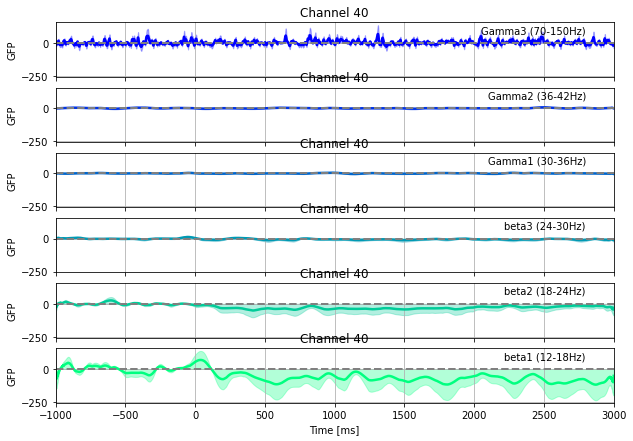 Channel 40
Gamma3 (70-150Hz)
GFP
0
−250
Channel 40
Gamma2 (36-42Hz)
GFP
0
−250
Channel 40
Gamma1 (30-36Hz)
GFP
0
−250
Channel 40
beta3 (24-30Hz)
GFP
0
−250
Channel 40
beta2 (18-24Hz)
GFP
0
−250
Channel 40
beta1 (12-18Hz)
GFP
0
−250
−1000 −500 0 500 1000 1500 2000 2500 3000
Time [ms]